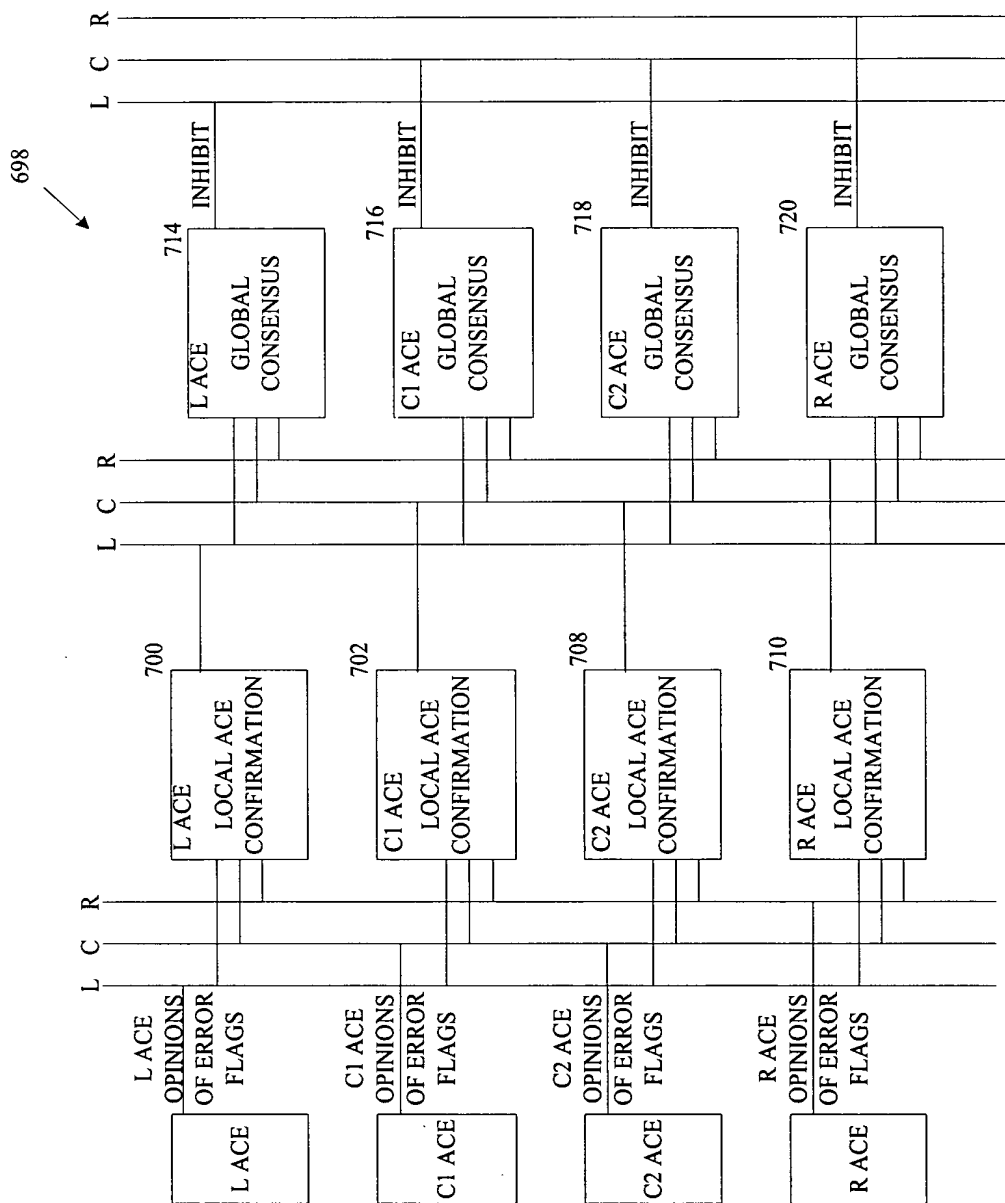 698
L
C
R
L
C
R
L
C
R
L ACE
L ACE
OPINIONS
OF ERROR
FLAGS
700
L ACE
LOCAL ACE
CONFIRMATION
714
L ACE
GLOBAL
CONSENSUS
INHIBIT
C1 ACE
C1 ACE
OPINIONS
OF ERROR
FLAGS
702
C1 ACE
LOCAL ACE
CONFIRMATION
716
C1 ACE
GLOBAL
CONSENSUS
INHIBIT
C2 ACE
C2 ACE
OPINIONS
OF ERROR
FLAGS
708
C2 ACE
LOCAL ACE
CONFIRMATION
718
C2 ACE
GLOBAL
CONSENSUS
INHIBIT
R ACE
R ACE
OPINIONS
OF ERROR
FLAGS
710
R ACE
LOCAL ACE
CONFIRMATION
720
R ACE
GLOBAL
CONSENSUS
INHIBIT